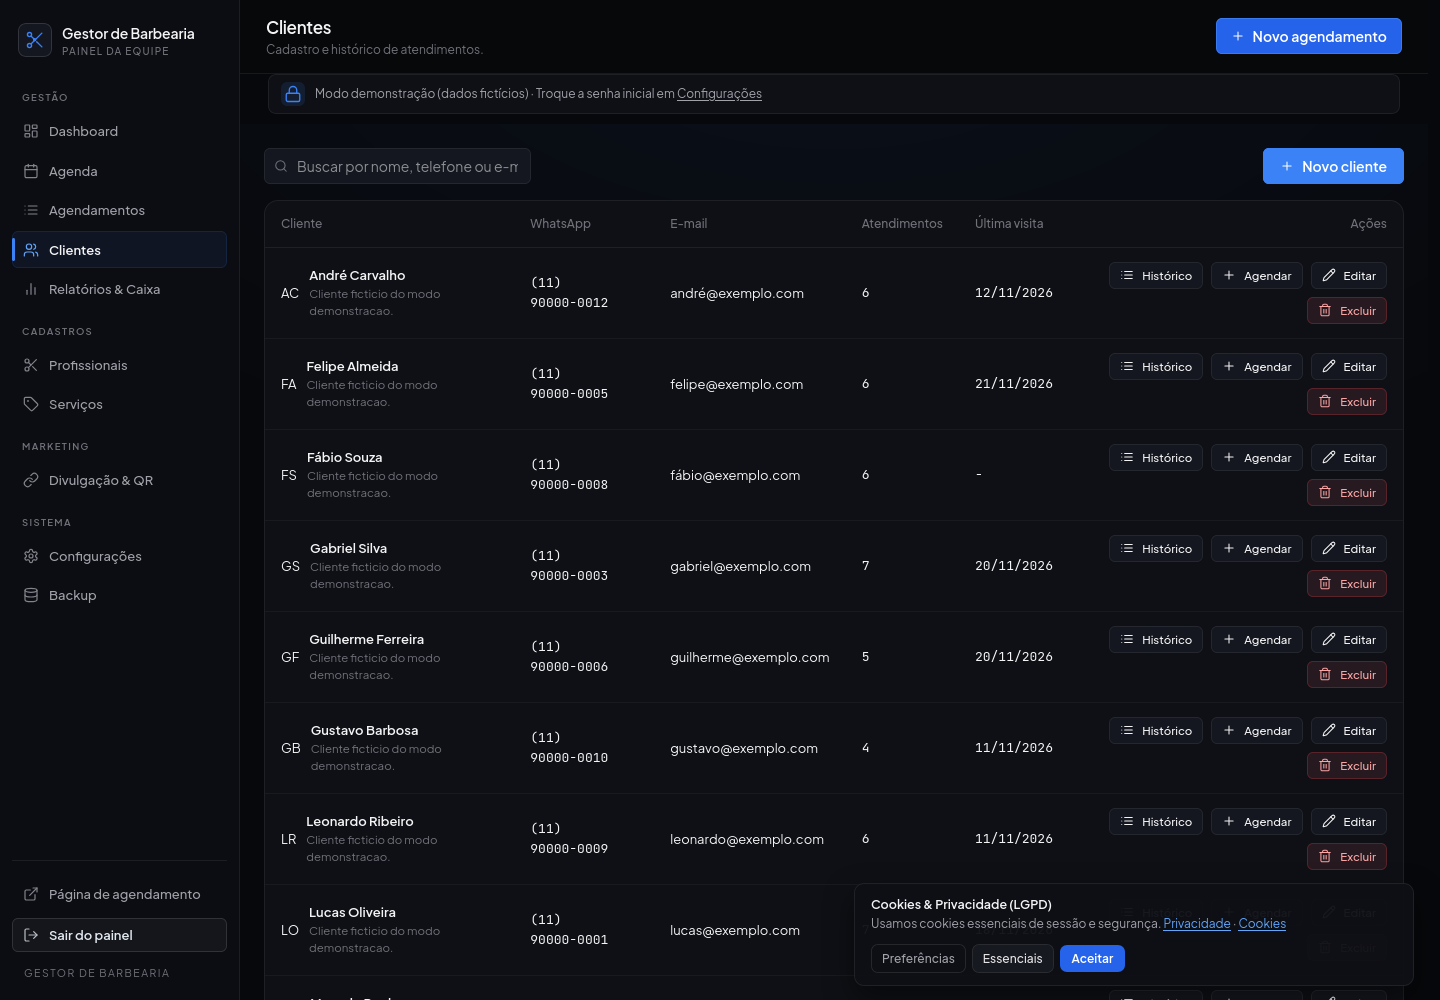 Gestor de Barbearia
PAINEL DA EQUIPE
GESTÃO
Dashboard
Agenda
Agendamentos
Clientes
Relatórios & Caixa
CADASTROS
Profissionais
Serviços
MARKETING
Divulgação & QR
SISTEMA
Configurações
Backup
Página de agendamento
Sair do painel
GESTOR DE BARBEARIA
Clientes
Cadastro e histórico de atendimentos.
Novo agendamento
Modo demonstração (dados fictícios) · Troque a senha inicial em Configurações
Buscar por nome, telefone ou e-m
Novo cliente
Cliente WhatsApp E-mail Atendimentos Última visita Ações
AC André Carvalho
Cliente ficticio do modo
demonstracao.
(11)
90000-0012
andré@exemplo.com 6 12/11/2026
Histórico Agendar Editar
Excluir
FA Felipe Almeida
Cliente ficticio do modo
demonstracao.
(11)
90000-0005
felipe@exemplo.com 6 21/11/2026
Histórico Agendar Editar
Excluir
FS Fábio Souza
Cliente ficticio do modo
demonstracao.
(11)
90000-0008
fábio@exemplo.com 6 -
Histórico Agendar Editar
Excluir
GS Gabriel Silva
Cliente ficticio do modo
demonstracao.
(11)
90000-0003
gabriel@exemplo.com 7 20/11/2026
Histórico Agendar Editar
Excluir
GF Guilherme Ferreira
Cliente ficticio do modo
demonstracao.
(11)
90000-0006
guilherme@exemplo.com 5 20/11/2026
Histórico Agendar Editar
Excluir
GB Gustavo Barbosa
Cliente ficticio do modo
demonstracao.
(11)
90000-0010
gustavo@exemplo.com 4 11/11/2026
Histórico Agendar Editar
Excluir
LR Leonardo Ribeiro
Cliente ficticio do modo
demonstracao.
(11)
90000-0009
leonardo@exemplo.com 6 11/11/2026
Histórico Agendar Editar
Excluir
LO Lucas Oliveira
Cliente ficticio do modo
demonstracao.
(11)
90000-0001
lucas@exemplo.com
Cookies & Privacidade (LGPD)
Usamos cookies essenciais de sessão e segurança. Privacidade · Cookies
Preferências Essenciais Aceitar